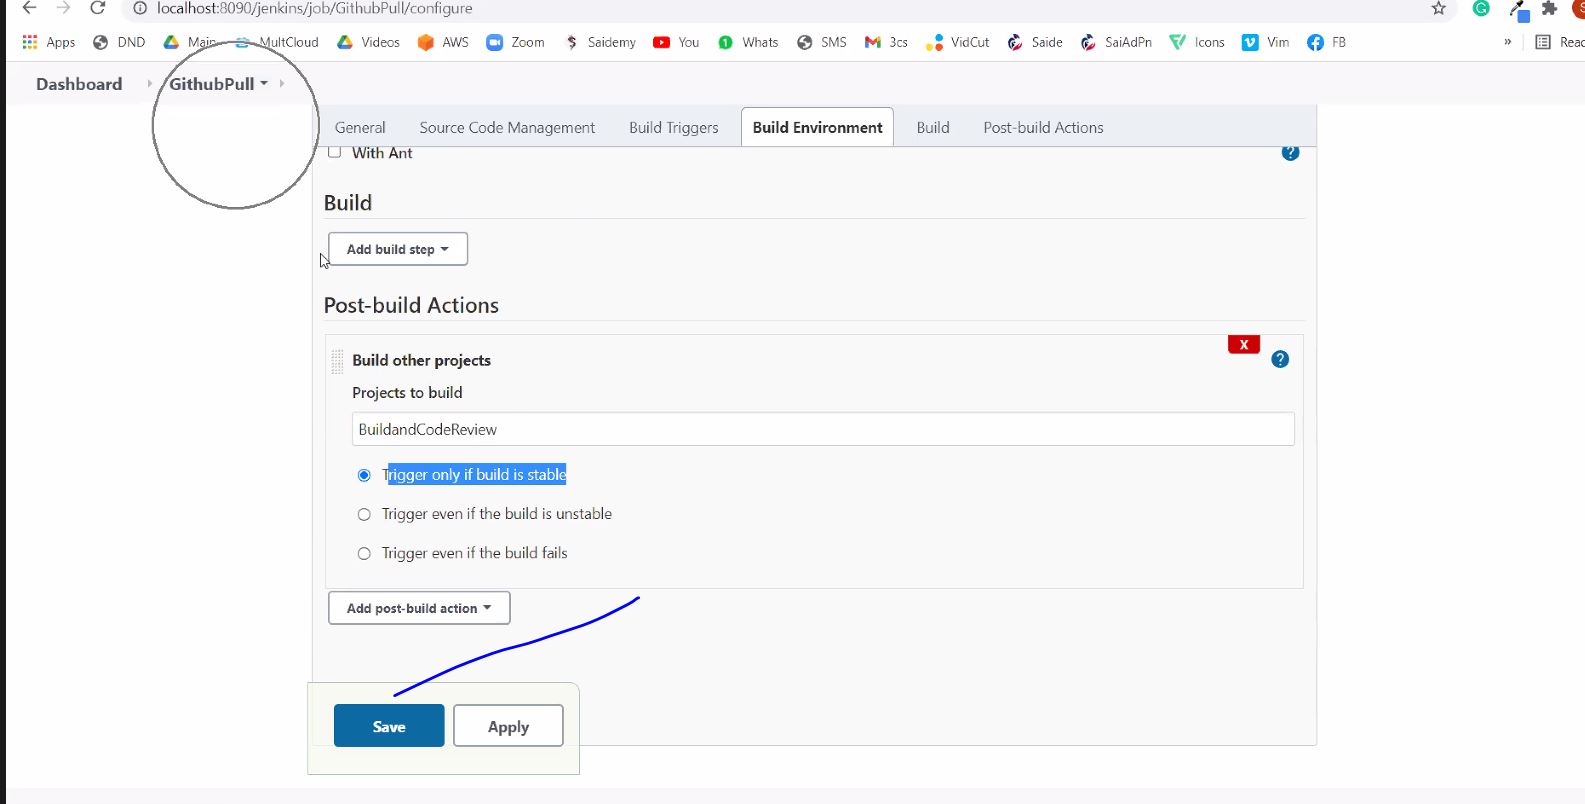 localhost:8090/jenkins/job/GithubPull/configure
Apps DND Main MultCloud Videos AWS Zoom Saidemy You Whats SMS 3cs VidCut Saide SaiAdPn Icons Vim FB »
Dashboard GithubPull
General Source Code Management Build Triggers Build Environment Build Post-build Actions
With Ant ?
Build
Add build step
Post-build Actions
X
Build other projects ?
Projects to build
BuildandCodeReview
Trigger only if build is stable
Trigger even if the build is unstable
Trigger even if the build fails
Add post-build action
Save Apply